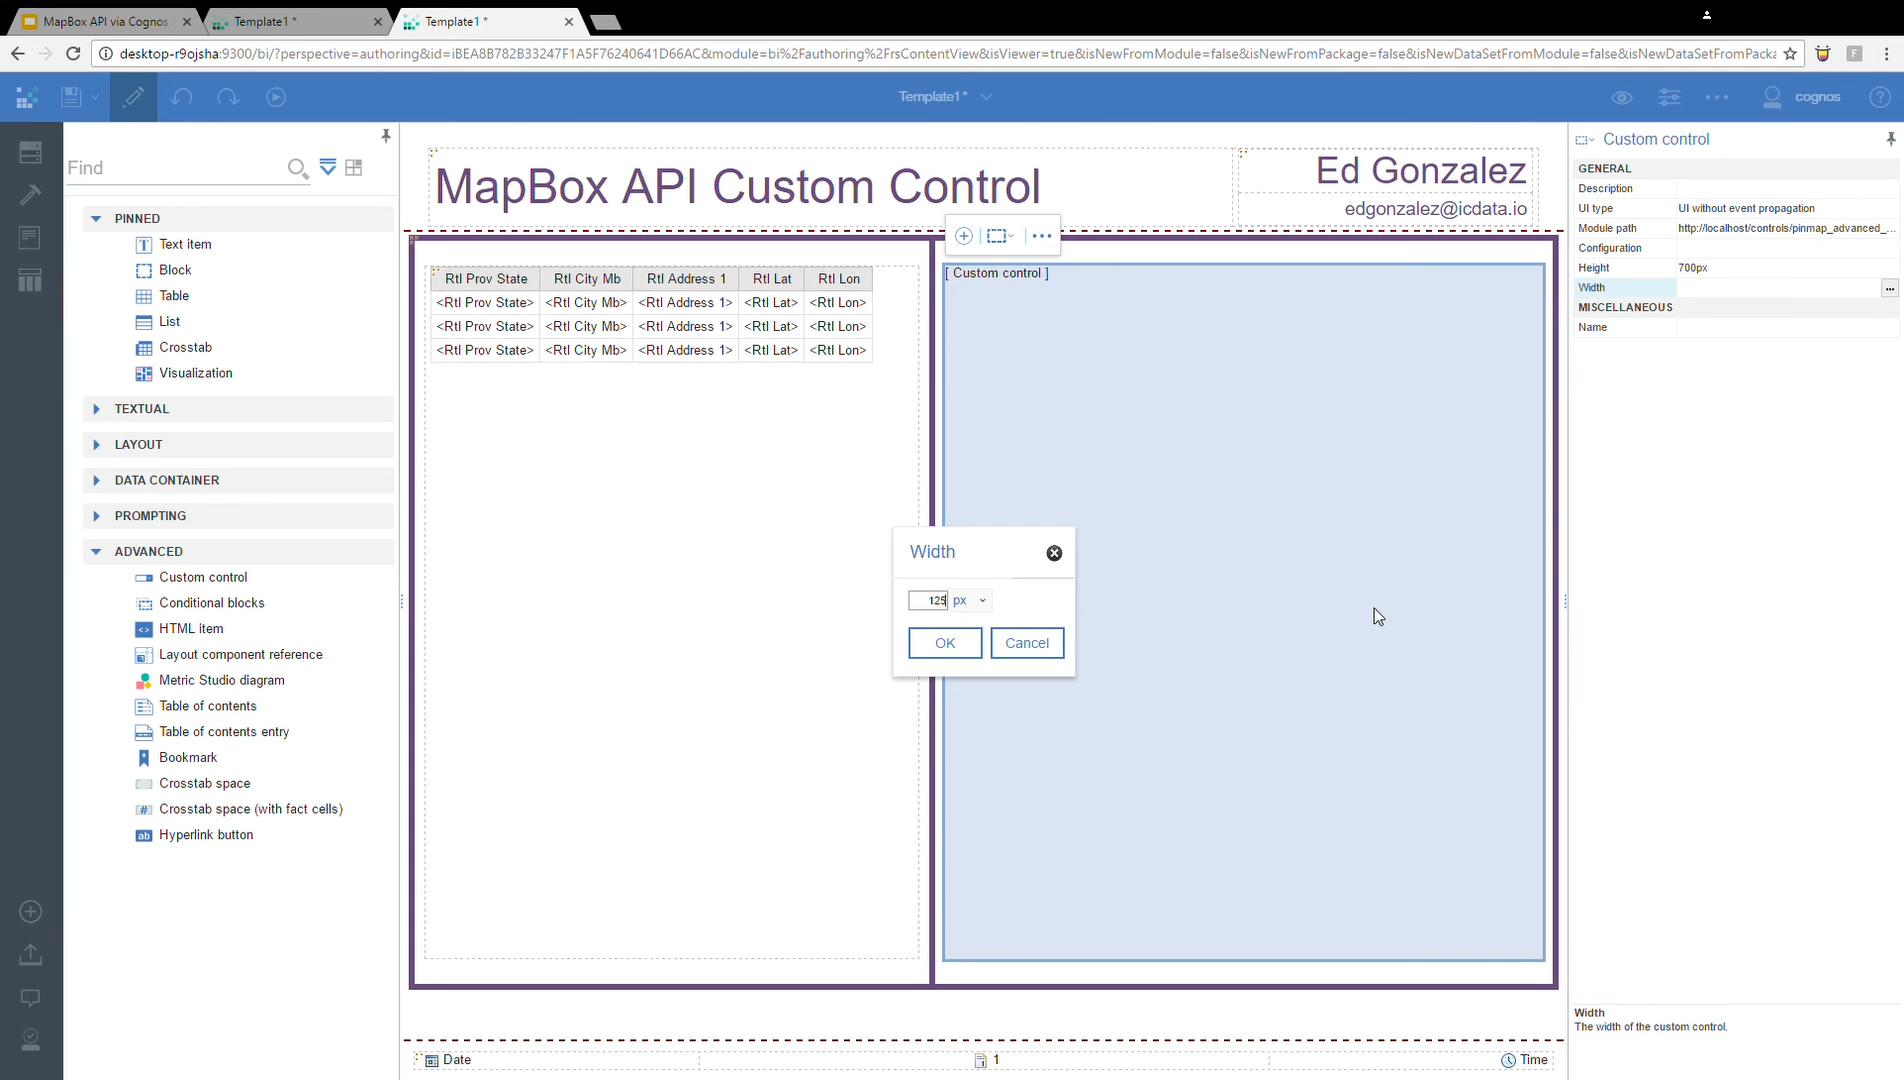 MapBox API via Cognos
Template1 *
Template1 *
desktop-r9ojsha:9300/bi/?perspective=authoring&id=iBEA8B782B33247F1A5F76240641D66AC&module=bi%2Fauthoring%2FrsContentView&isViewer=true&isNewFromModule=false&isNewFromPackage=false&isNewDataSetFromModule=false&isNewDataSetFromPacka
F
Template1*
cognos
?
Find
PINNED
T Text item
Block
Table
List
Crosstab
Visualization
TEXTUAL
LAYOUT
DATA CONTAINER
PROMPTING
ADVANCED
Custom control
Conditional blocks
<> HTML item
Layout component reference
Metric Studio diagram
Table of contents
Table of contents entry
Bookmark
Crosstab space
# Crosstab space (with fact cells)
ab Hyperlink button
MapBox API Custom Control
Ed Gonzalez
edgonzalez@icdata.io
Rtl Prov State Rtl City Mb Rtl Address 1 Rtl Lat Rtl Lon
<Rtl Prov State> <Rtl City Mb> <Rtl Address 1> <Rtl Lat> <Rtl Lon>
<Rtl Prov State> <Rtl City Mb> <Rtl Address 1> <Rtl Lat> <Rtl Lon>
<Rtl Prov State> <Rtl City Mb> <Rtl Address 1> <Rtl Lat> <Rtl Lon>
[ Custom control ]
Width
125 px
OK Cancel
Date
1
Time
Custom control
GENERAL
Description
UI type UI without event propagation
Module path http://localhost/controls/pinmap_advanced_...
Configuration
Height 700px
Width ...
MISCELLANEOUS
Name
Width
The width of the custom control.